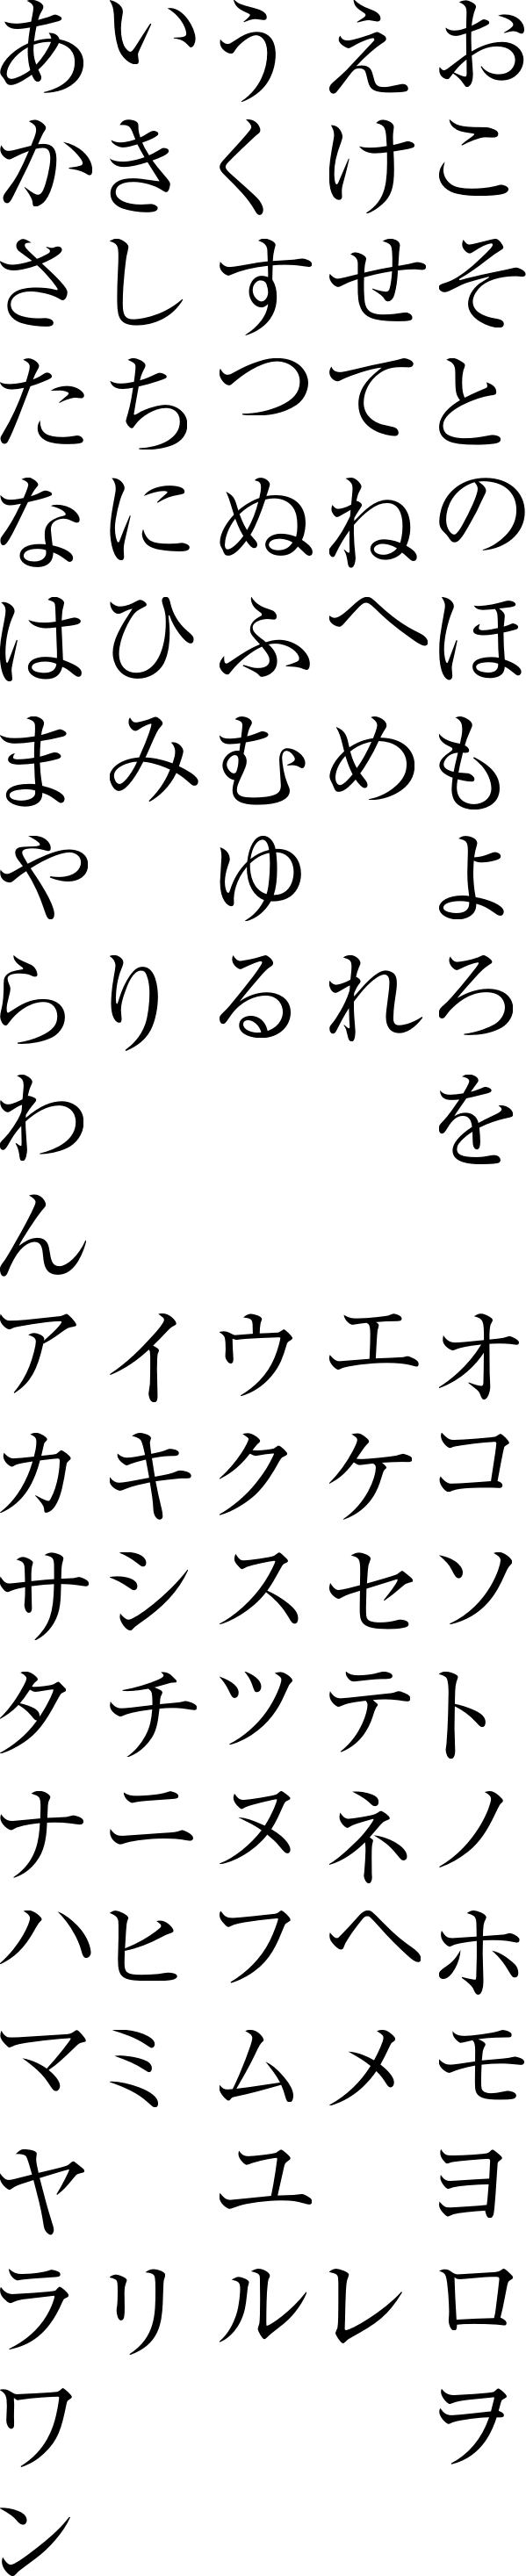 あいうえお
かきくけこ
さしすせそ
たちつてと
なにぬねの
はひふへほ
まみむめも
やゆよ
らりるれろ
わを
ん
アイウエオ
カキクケコ
サシスセソ
タチツテト
ナニヌネノ
ハヒフヘホ
マミムメモ
ヤユヨ
ラリルレロ
ワヲ
ン